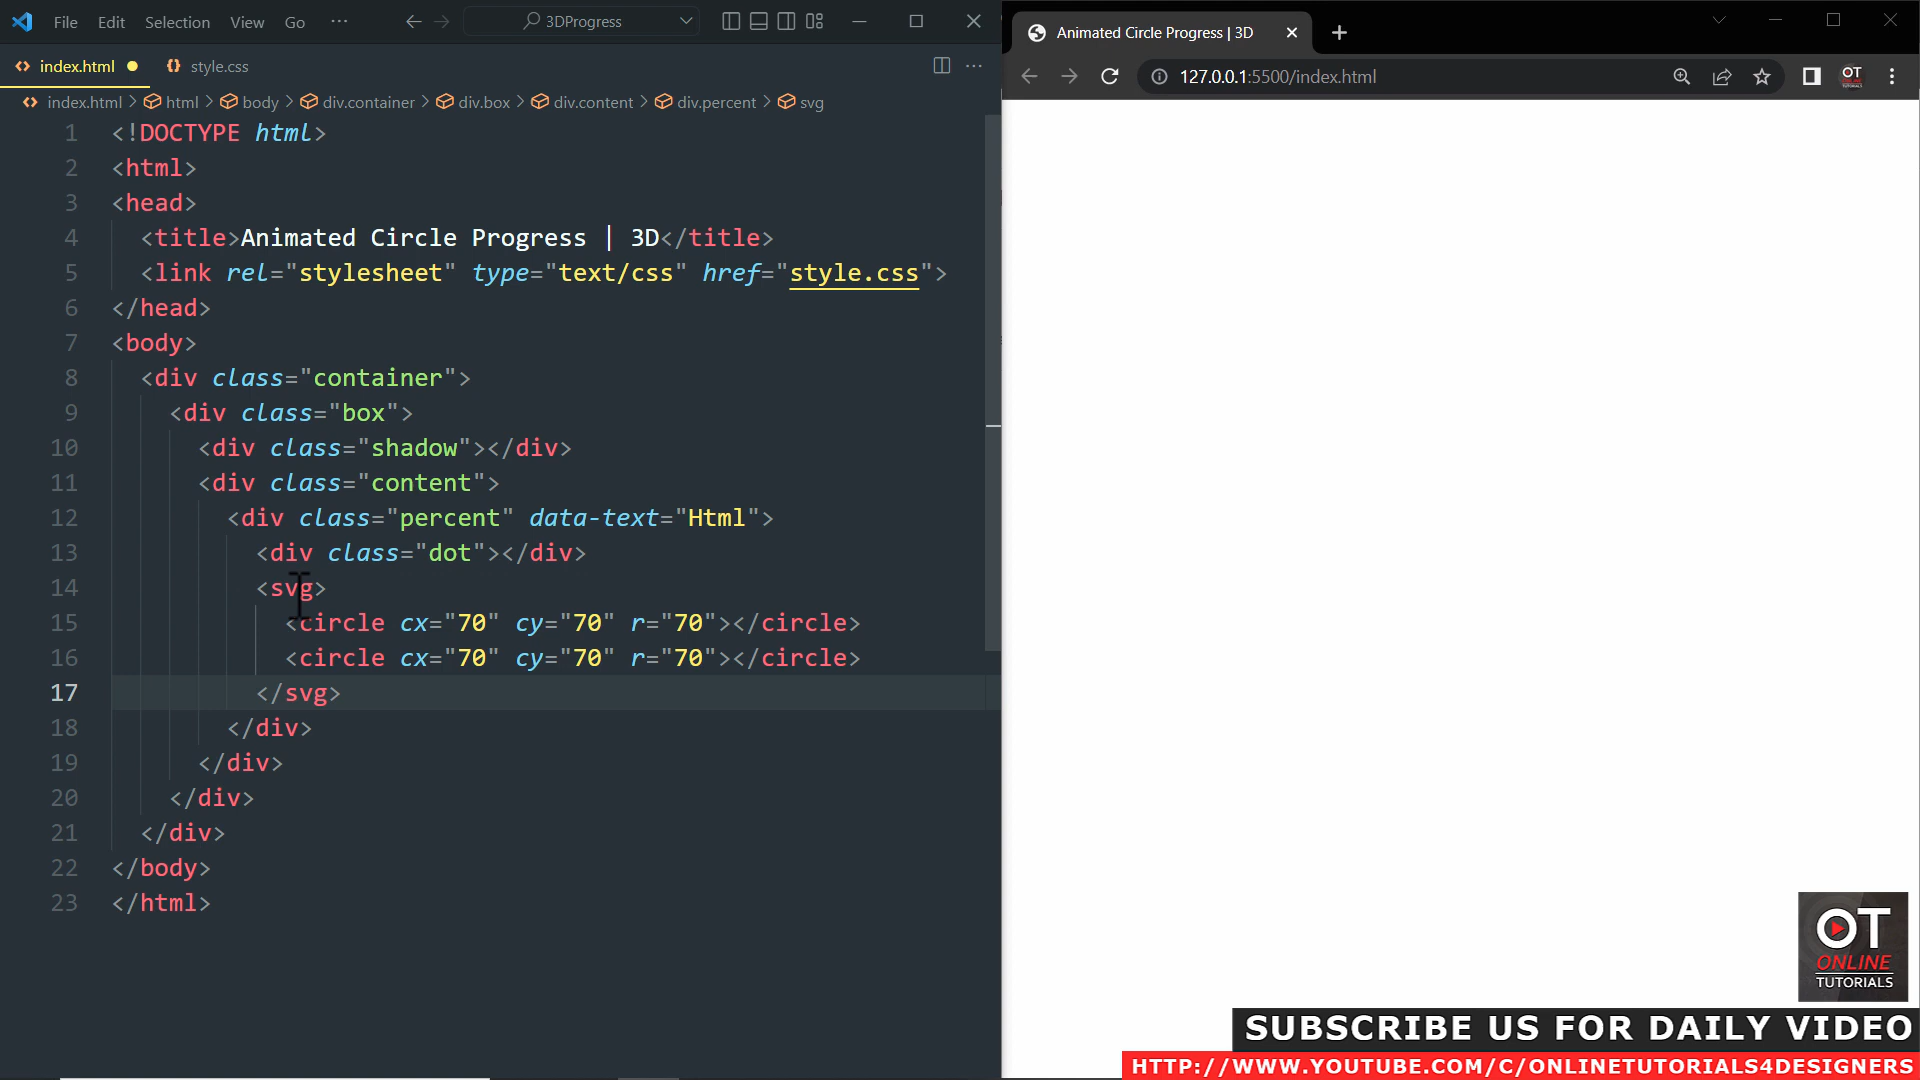 File Edit Selection View Go ··· 3DProgress
index.html style.css
index.html > html > body > div.container > div.box > div.content > div.percent > svg
1 <!DOCTYPE html>
2 <html>
3 <head>
4 <title>Animated Circle Progress | 3D</title>
5 <link rel="stylesheet" type="text/css" href="style.css">
6 </head>
7 <body>
8 <div class="container">
9 <div class="box">
10 <div class="shadow"></div>
11 <div class="content">
12 <div class="percent" data-text="Html">
13 <div class="dot"></div>
14 <svg>
15 <circle cx="70" cy="70" r="70"></circle>
16 <circle cx="70" cy="70" r="70"></circle>
17 </svg>
18 </div>
19 </div>
20 </div>
21 </div>
22 </body>
23 </html>
Animated Circle Progress | 3D
127.0.0.1:5500/index.html
OT
OT
ONLINE
TUTORIALS
SUBSCRIBE US FOR DAILY VIDEO
HTTP://WWW.YOUTUBE.COM/C/ONLINETUTORIALS4DESIGNERS